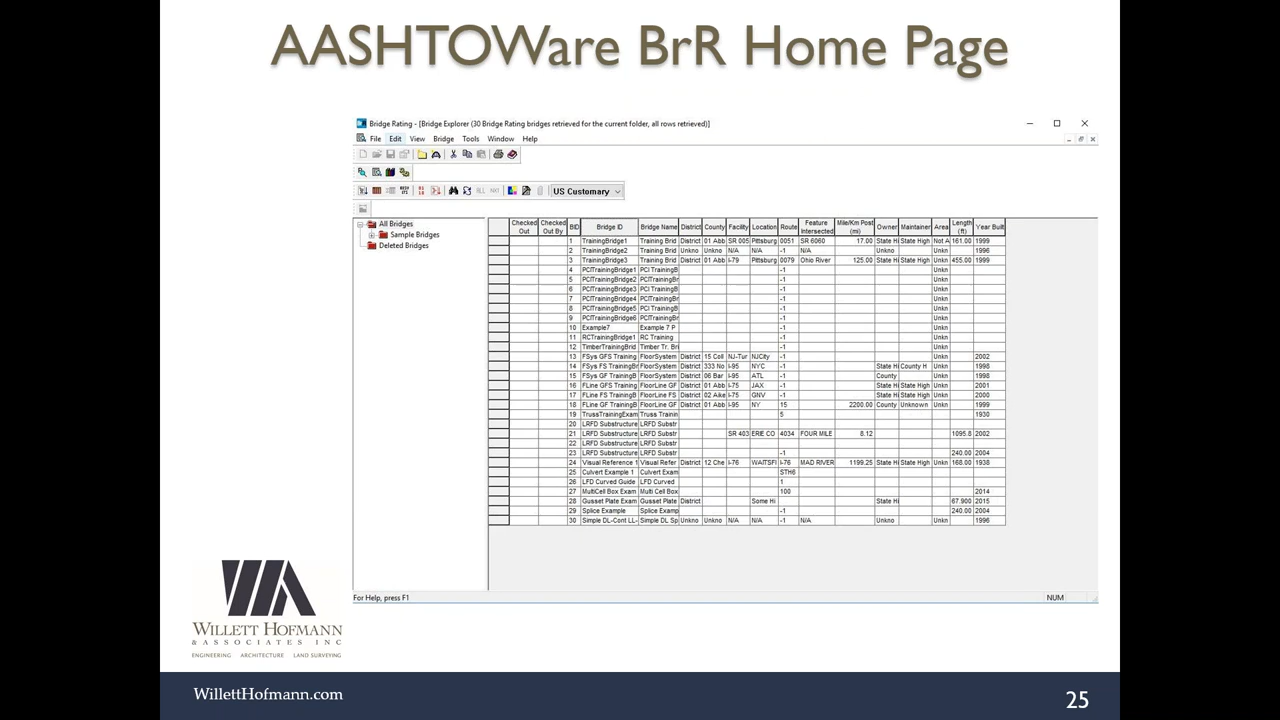 AASHTOWare BrR Home Page
Bridge Rating - [Bridge Explorer (30 Bridge Rating bridges retrieved for the current folder, all rows retrieved)]
File Edit View Bridge Tools Window Help
US Customary
All Bridges
Sample Bridges
Deleted Bridges
Checked Out Checked Out By BID Bridge ID Bridge Name District County Facility Location Route Feature Intersected Mile/Km Post (mi) Owner Maintainer Area Length (ft) Year Built
1 TrainingBridge1 Training Brid District 01 Abb SR 005 Pittsburg 0051 SR 6060 17.00 State Hi State High Not A 161.00 1999
2 TrainingBridge2 Training Brid Unkno Unkno N/A N/A -1 N/A Unkno Unkn 1996
3 TrainingBridge3 Training Brid District 01 Abb I-79 Pittsburg 0079 Ohio River 125.00 State Hi State High Unkn 455.00 1999
4 PCITrainingBridge1 PCI TrainingB -1 Unkn
5 PCITrainingBridge2 PCITrainingBr -1 Unkn
6 PCITrainingBridge3 PCI TrainingB -1 Unkn
7 PCITrainingBridge4 PCITrainingBr -1 Unkn
8 PCITrainingBridge5 PCITrainingBr -1 Unkn
9 PCITrainingBridge6 PCITrainingBr -1 Unkn
10 Example7 Example 7 P -1 Unkn
11 RCTrainingBridge1 RC Training -1 Unkn
12 TimberTrainingBrid Timber Tr. Bri -1 Unkn
13 FSys GFS Training FloorSystem District 15 Coll NJ-Tur NJCity -1 Unkn 2002
14 FSys FS TrainingBr FloorSystem District 333 No I-95 NYC -1 State Hi County H Unkn 1998
15 FSys GF TrainingB FloorSystem District 06 Bar I-95 ATL -1 County Unkn 1998
16 FLine GFS Training FloorLine GF District 01 Abb I-75 JAX -1 State Hi State High Unkn 2001
17 FLine FS TrainingB FloorLine FS District 02 Aike I-75 GNV -1 State Hi State High Unkn 2000
18 FLine GF TrainingB FloorLine GF District 01 Abb I-95 NY 15 2200.00 County Unknown Unkn 1999
19 TrussTrainingExam Truss Trainin 5 1930
20 LRFD Substructure LRFD Substr
21 LRFD Substructure LRFD Substr SR 403 ERIE CO 4034 FOUR MILE 8.12 1095.8 2002
22 LRFD Substructure LRFD Substr
23 LRFD Substructure LRFD Substr -1 240.00 2004
24 Visual Reference 1 Visual Refer District 12 Che I-76 WAITSFI I-76 MAD RIVER 1199.25 State Hi State High Unkn 168.00 1938
25 Culvert Example 1 Culvert Exam STH6
26 LFD Curved Guide LFD Curved 1
27 MultiCell Box Exam Multi Cell Box 100 2014
28 Gusset Plate Exam Gusset Plate District Some Hi State Hi 67.900 2015
29 Splice Example Splice Examp -1 240.00 2004
30 Simple DL-Cont LL- Simple DL Sp Unkno Unkno N/A N/A -1 N/A Unkno Unkn 1996
For Help, press F1 NUM
WILLETT HOFMANN
& ASSOCIATES INC
ENGINEERING ARCHITECTURE LAND SURVEYING
WillettHofmann.com
25